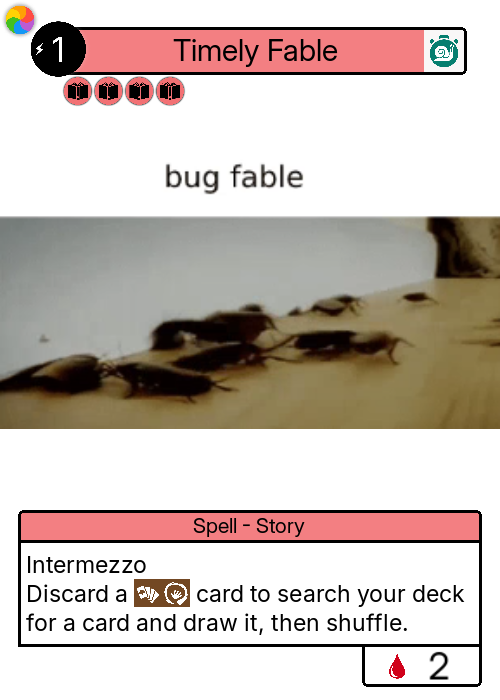 1
Timely Fable
bug fable
Spell - Story
Intermezzo
Discard a card to search your deck
for a card and draw it, then shuffle.
2